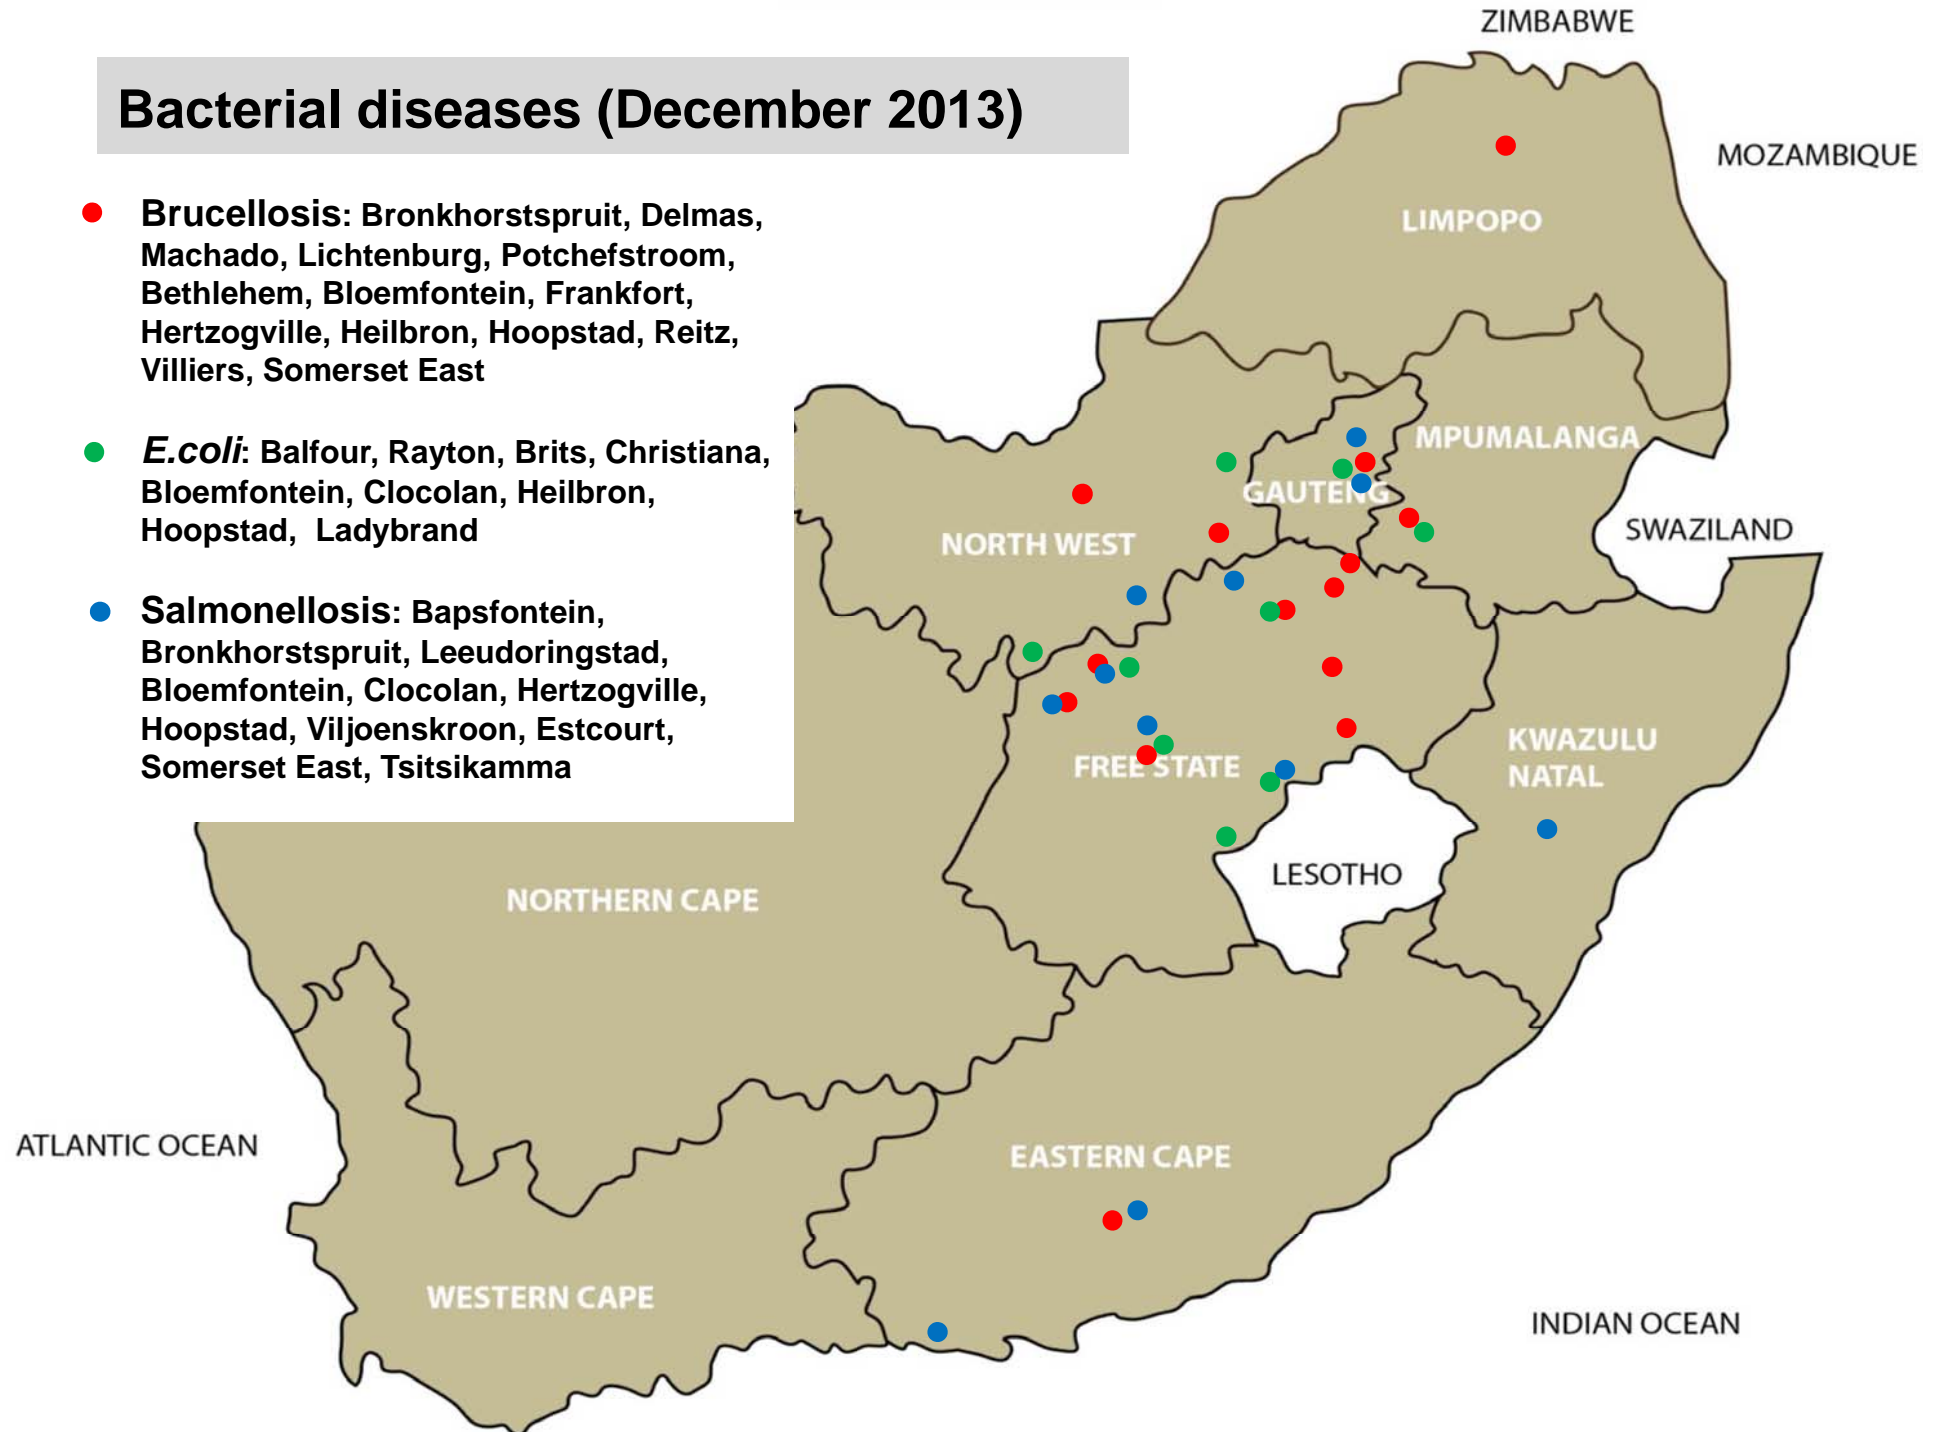 Bacterial diseases (December 2013)
Brucellosis: Bronkhorstspruit, Delmas,
Machado, Lichtenburg, Potchefstroom,
Bethlehem, Bloemfontein, Frankfort,
Hertzogville, Heilbron, Hoopstad, Reitz,
Villiers, Somerset East
E.coli: Balfour, Rayton, Brits, Christiana,
Bloemfontein, Clocolan, Heilbron,
Hoopstad, Ladybrand
Salmonellosis: Bapsfontein,
Bronkhorstspruit, Leeudoringstad,
Bloemfontein, Clocolan, Hertzogville,
Hoopstad, Viljoenskroon, Estcourt,
Somerset East, Tsitsikamma
ZIMBABWE
MOZAMBIQUE
LIMPOPO
MPUMALANGA
GAUTENG
SWAZILAND
NORTH WEST
KWAZULU
NATAL
FREE STATE
LESOTHO
NORTHERN CAPE
ATLANTIC OCEAN
EASTERN CAPE
WESTERN CAPE
INDIAN OCEAN